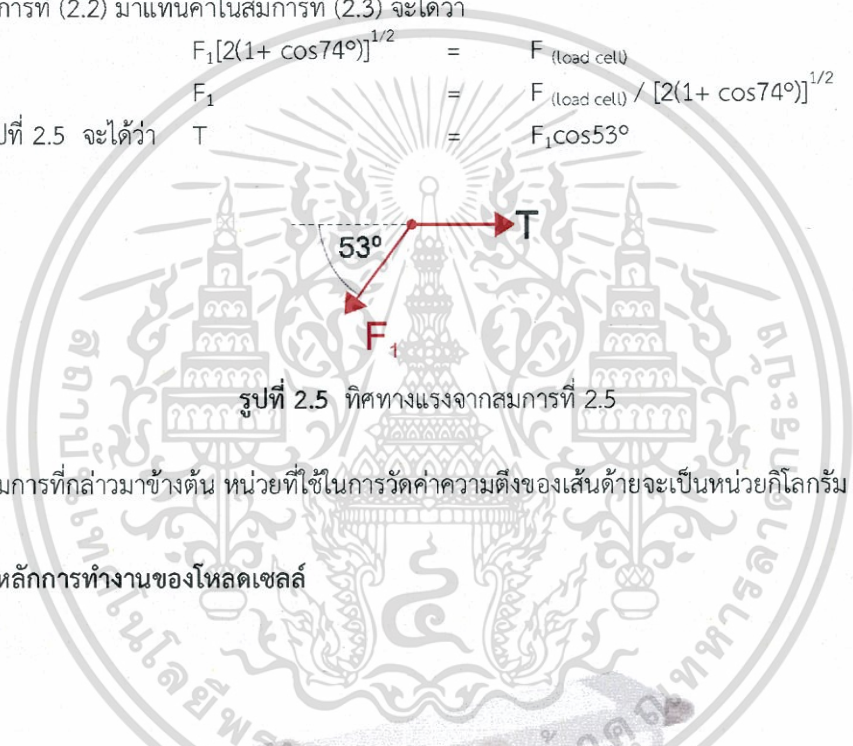 การที่ (2.2) มาแทนค่าในสมการที่ (2.3) จะได้ว่า
F₁[2(1+ cos74º)]^1/2 = F (load cell)
F₁ = F (load cell) / [2(1+ cos74º)]^1/2
ปที่ 2.5 จะได้ว่า T = F₁cos53º
T
53º
F₁
รูปที่ 2.5 ทิศทางแรงจากสมการที่ 2.5
มการที่กล่าวมาข้างต้น หน่วยที่ใช้ในการวัดค่าความตึงของเส้นด้ายจะเป็นหน่วยกิโลกรัม
หลักการทำงานของโหลดเซลล์